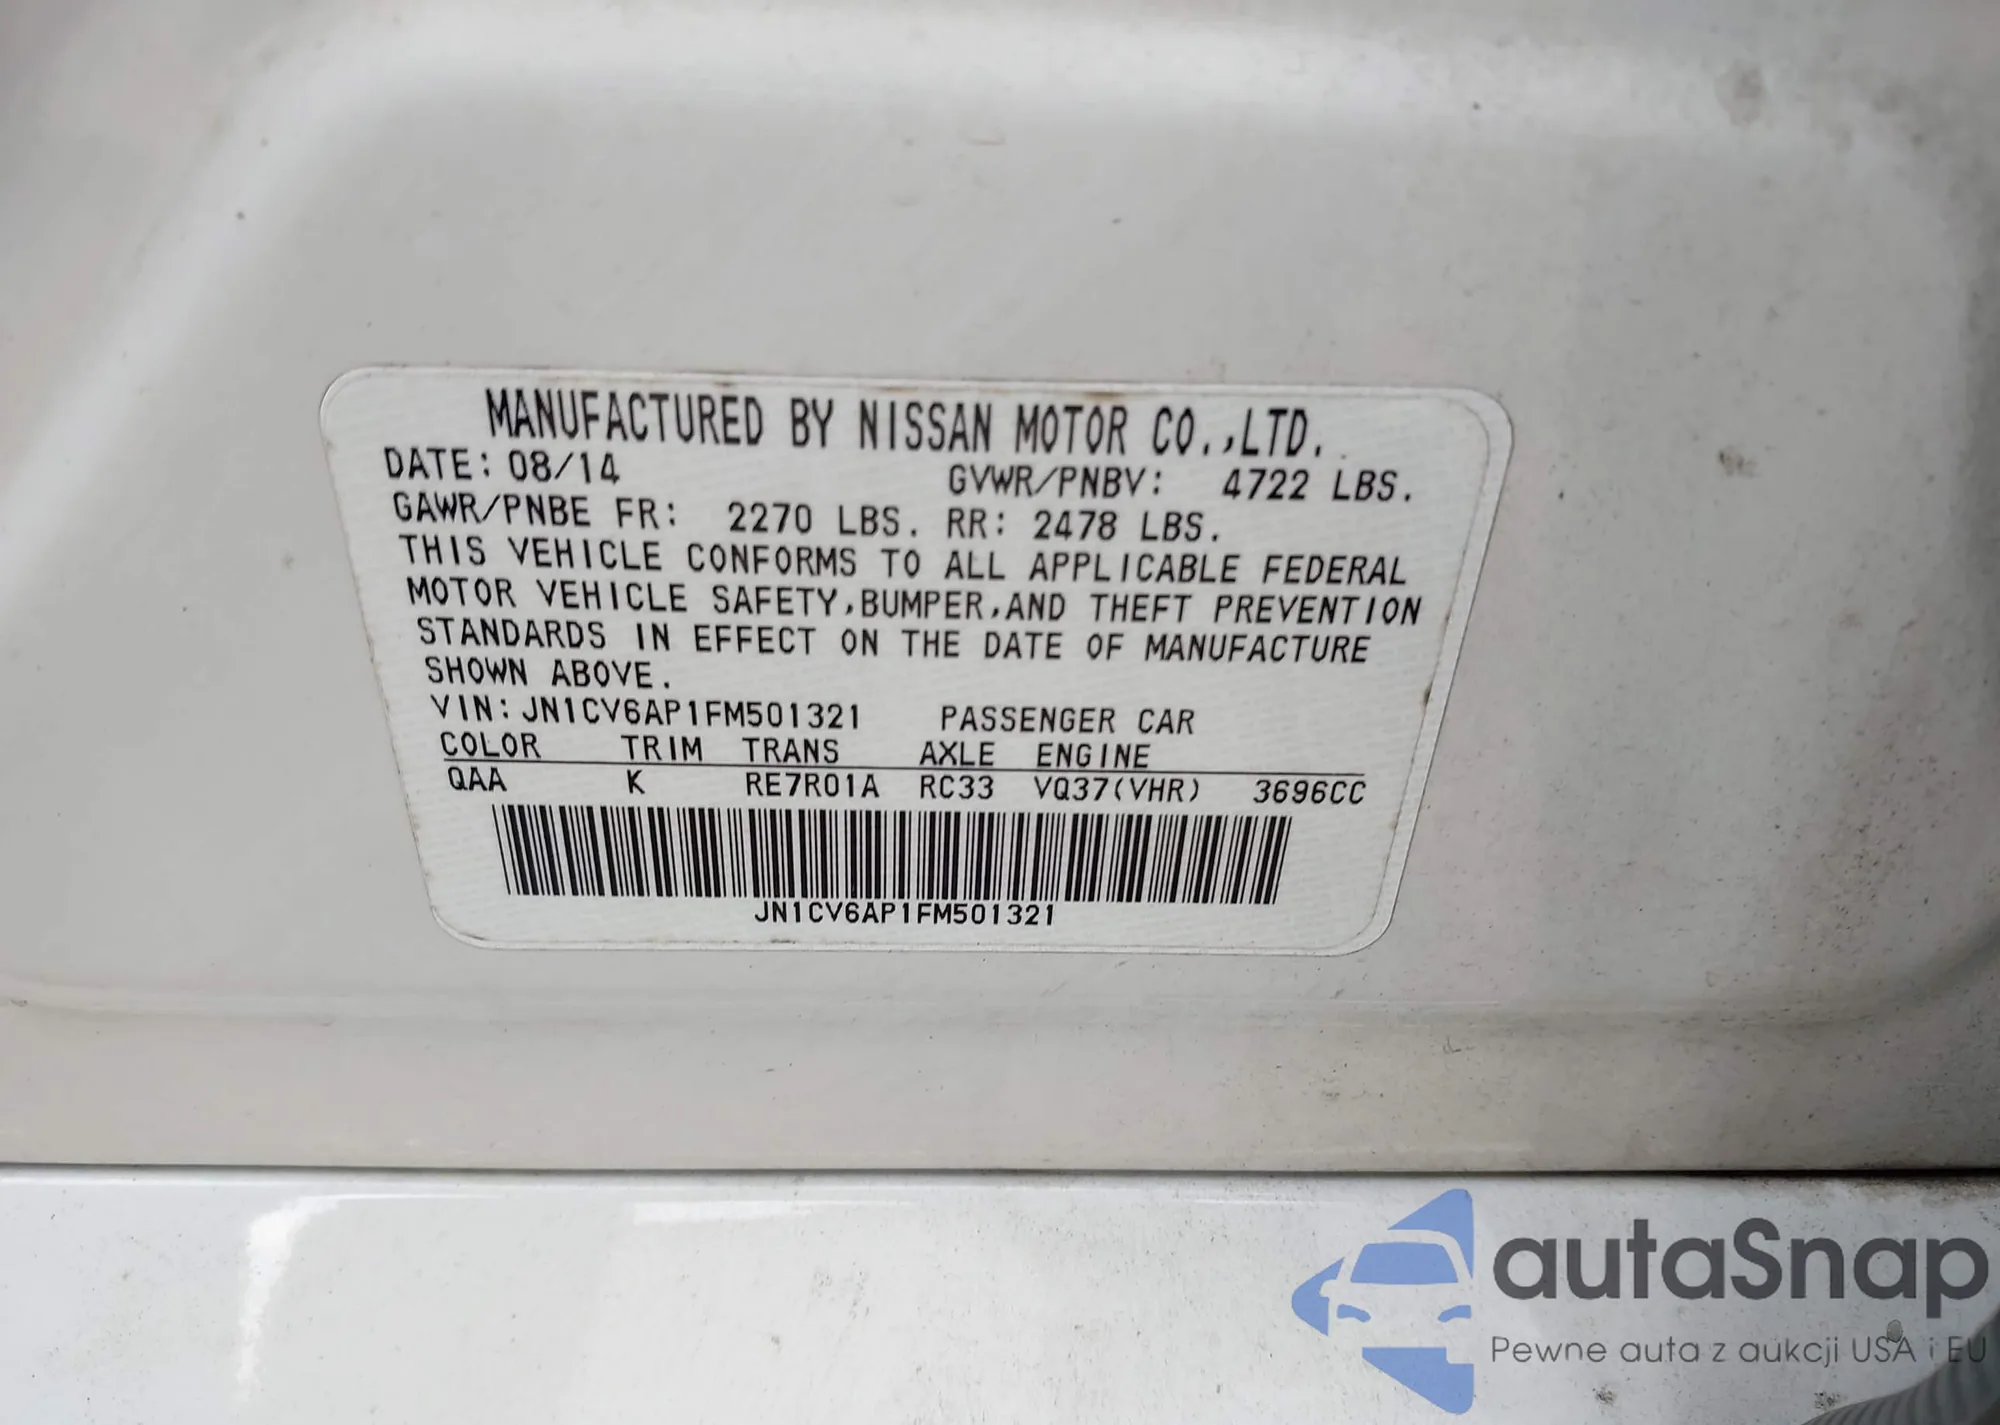 MANUFACTURED BY NISSAN MOTOR CO.,LTD.
DATE: 08/14 GVWR/PNBV: 4722 LBS.
GAWR/PNBE FR: 2270 LBS. RR: 2478 LBS.
THIS VEHICLE CONFORMS TO ALL APPLICABLE FEDERAL
MOTOR VEHICLE SAFETY,BUMPER,AND THEFT PREVENTION
STANDARDS IN EFFECT ON THE DATE OF MANUFACTURE
SHOWN ABOVE.
VIN: JN1CV6AP1FM501321 PASSENGER CAR
COLOR TRIM TRANS AXLE ENGINE
QAA K RE7R01A RC33 VQ37(VHR) 3696CC
JN1CV6AP1FM501321
autaSnap
Pewne auta z aukcji USA i EU